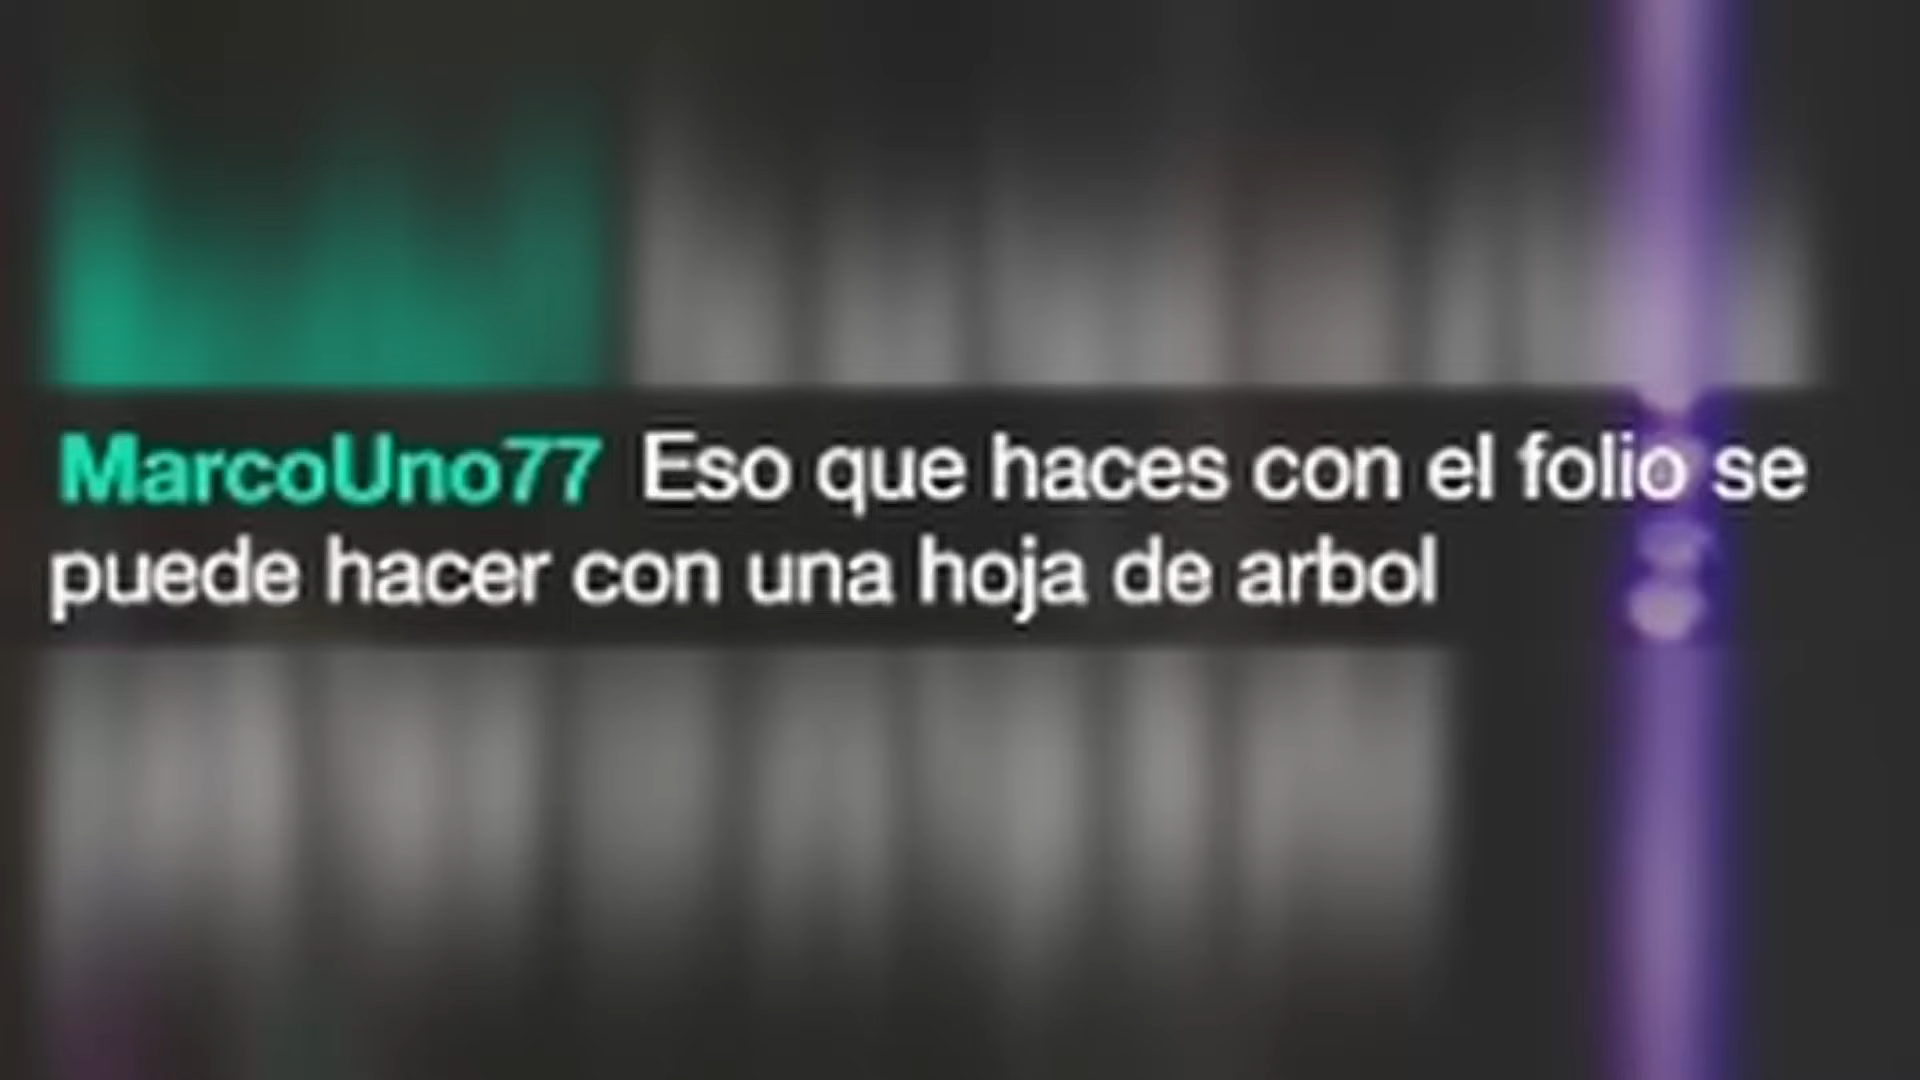 MarcoUno77 Eso que haces con el folio se
puede hacer con una hoja de arbol